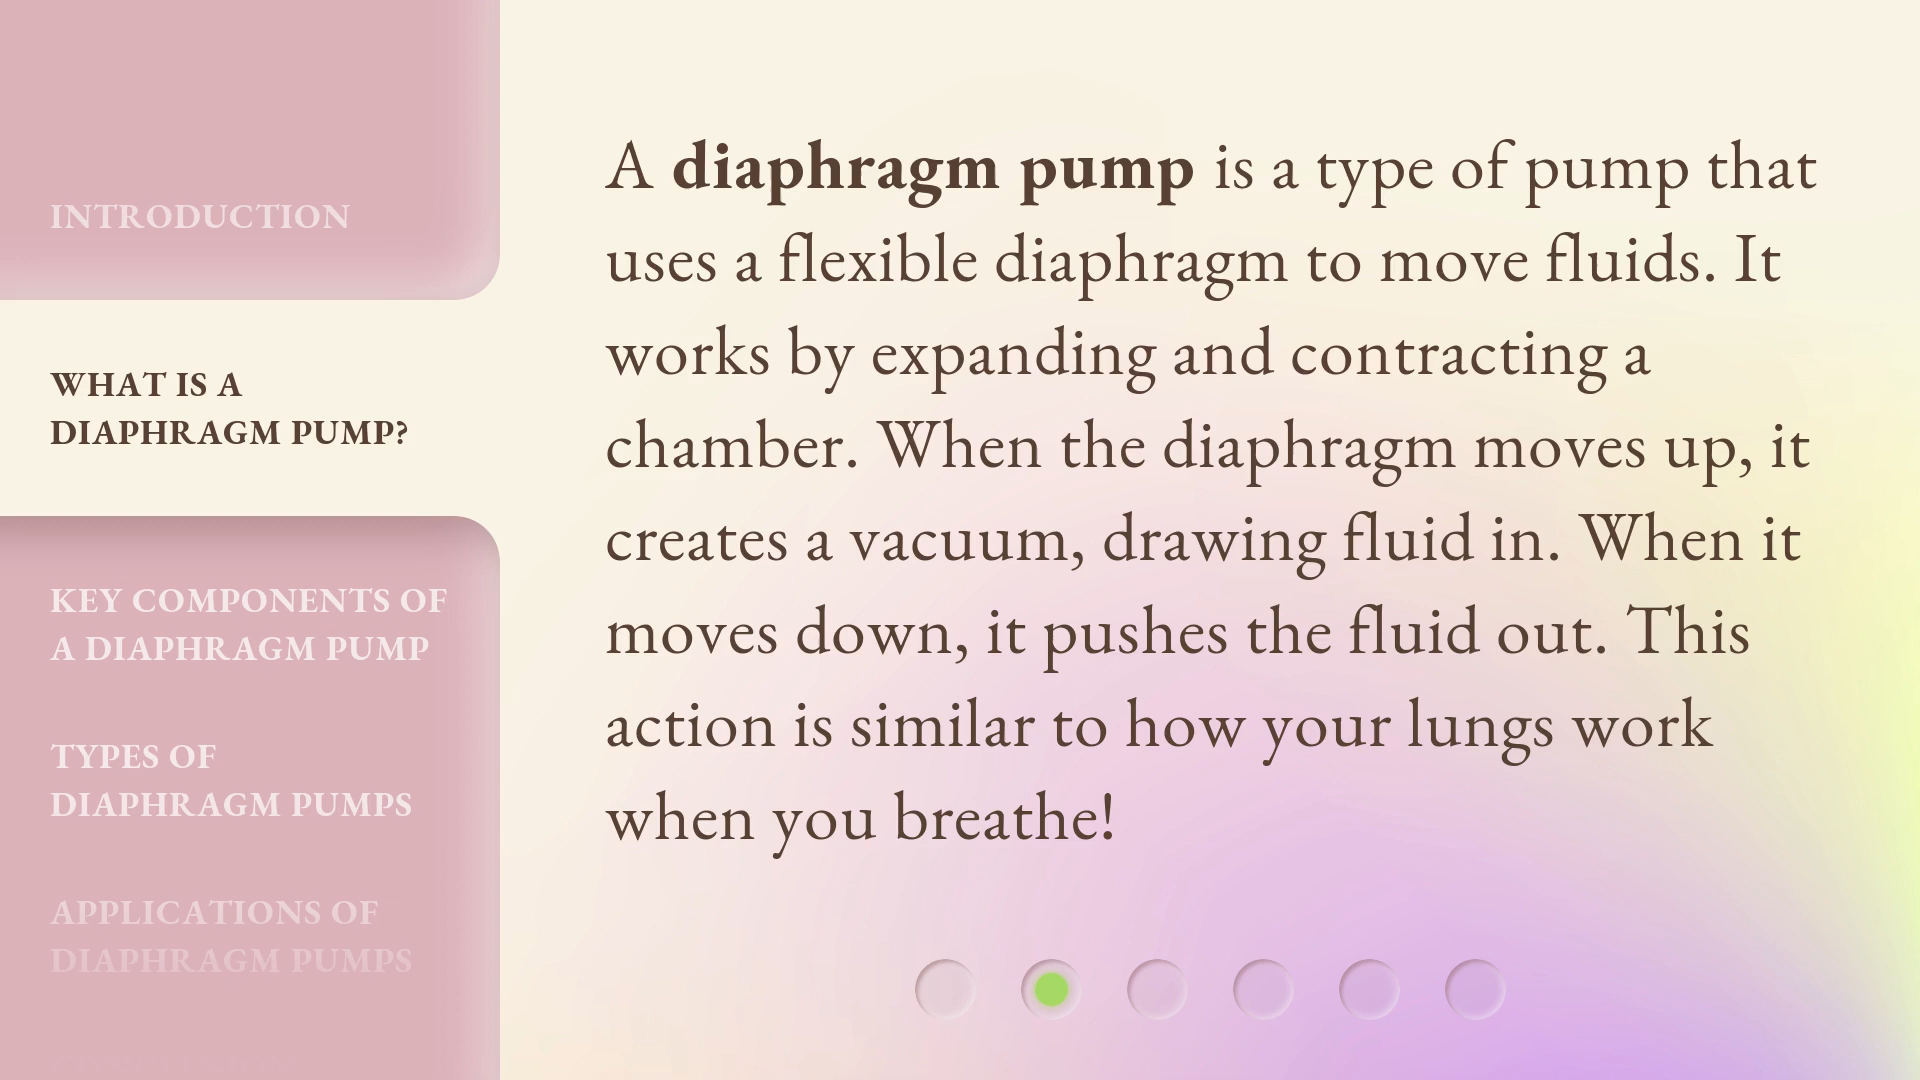 INTRODUCTION
WHAT IS A
DIAPHRAGM PUMP?
KEY COMPONENTS OF
A DIAPHRAGM PUMP
TYPES OF
DIAPHRAGM PUMPS
APPLICATIONS OF
DIAPHRAGM PUMPS
A diaphragm pump is a type of pump that
uses a flexible diaphragm to move fluids. It
works by expanding and contracting a
chamber. When the diaphragm moves up, it
creates a vacuum, drawing fluid in. When it
moves down, it pushes the fluid out. This
action is similar to how your lungs work
when you breathe!